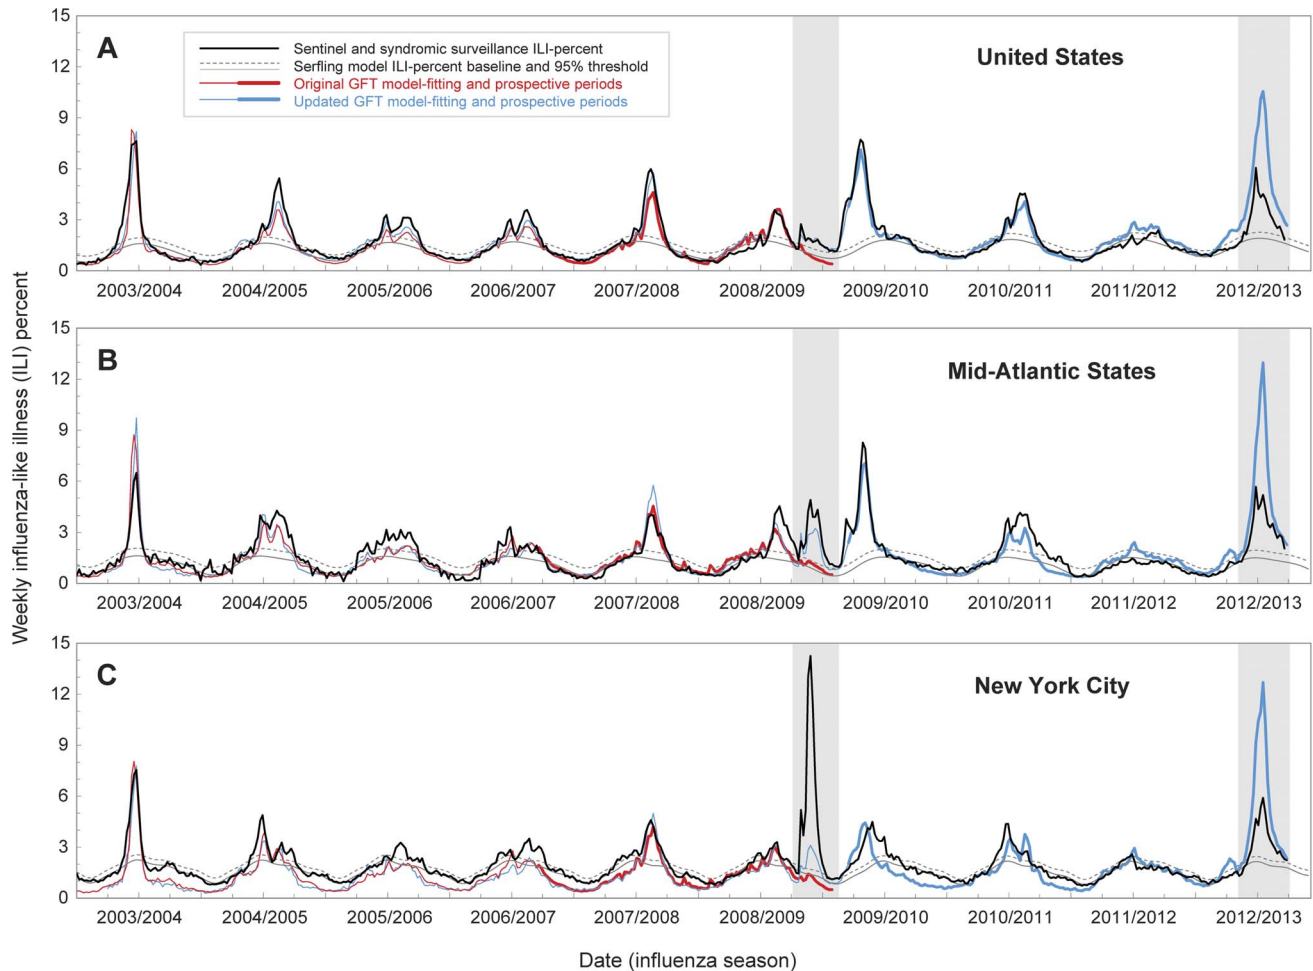 15
A
Sentinel and syndromic surveillance ILI-percent
United States
Serfling model ILI-percent baseline and 95% threshold
12
Original GFT model-fitting and prospective periods
Updated GFT model-fitting and prospective periods
9
6
3
0
2003/2004 2004/2005 2005/2006 2006/2007 2007/2008 2008/2009 2009/2010 2010/2011 2011/2012 2012/2013
Weekly influenza-like illness (ILI) percent
15
B
Mid-Atlantic States
12
9
6
3
0
2003/2004 2004/2005 2005/2006 2006/2007 2007/2008 2008/2009 2009/2010 2010/2011 2011/2012 2012/2013
15
C
New York City
12
9
6
3
0
2003/2004 2004/2005 2005/2006 2006/2007 2007/2008 2008/2009 2009/2010 2010/2011 2011/2012 2012/2013
Date (influenza season)